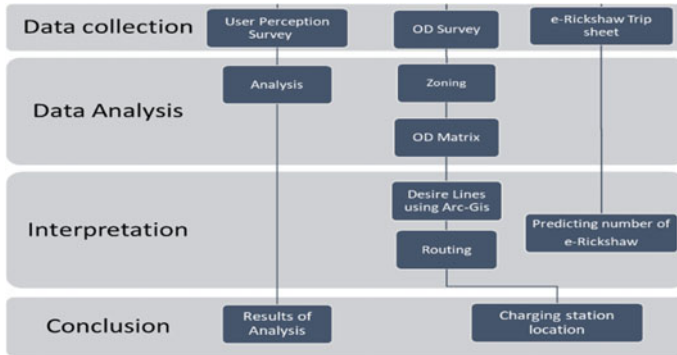 Data collection
User Perception
Survey
OD Survey
e-Rickshaw Trip
sheet
Data Analysis
Analysis
Zoning
OD Matrix
Interpretation
Desire Lines
using Arc-Gis
Routing
Predicting number of
e-Rickshaw
Conclusion
Results of
Analysis
Charging station
location